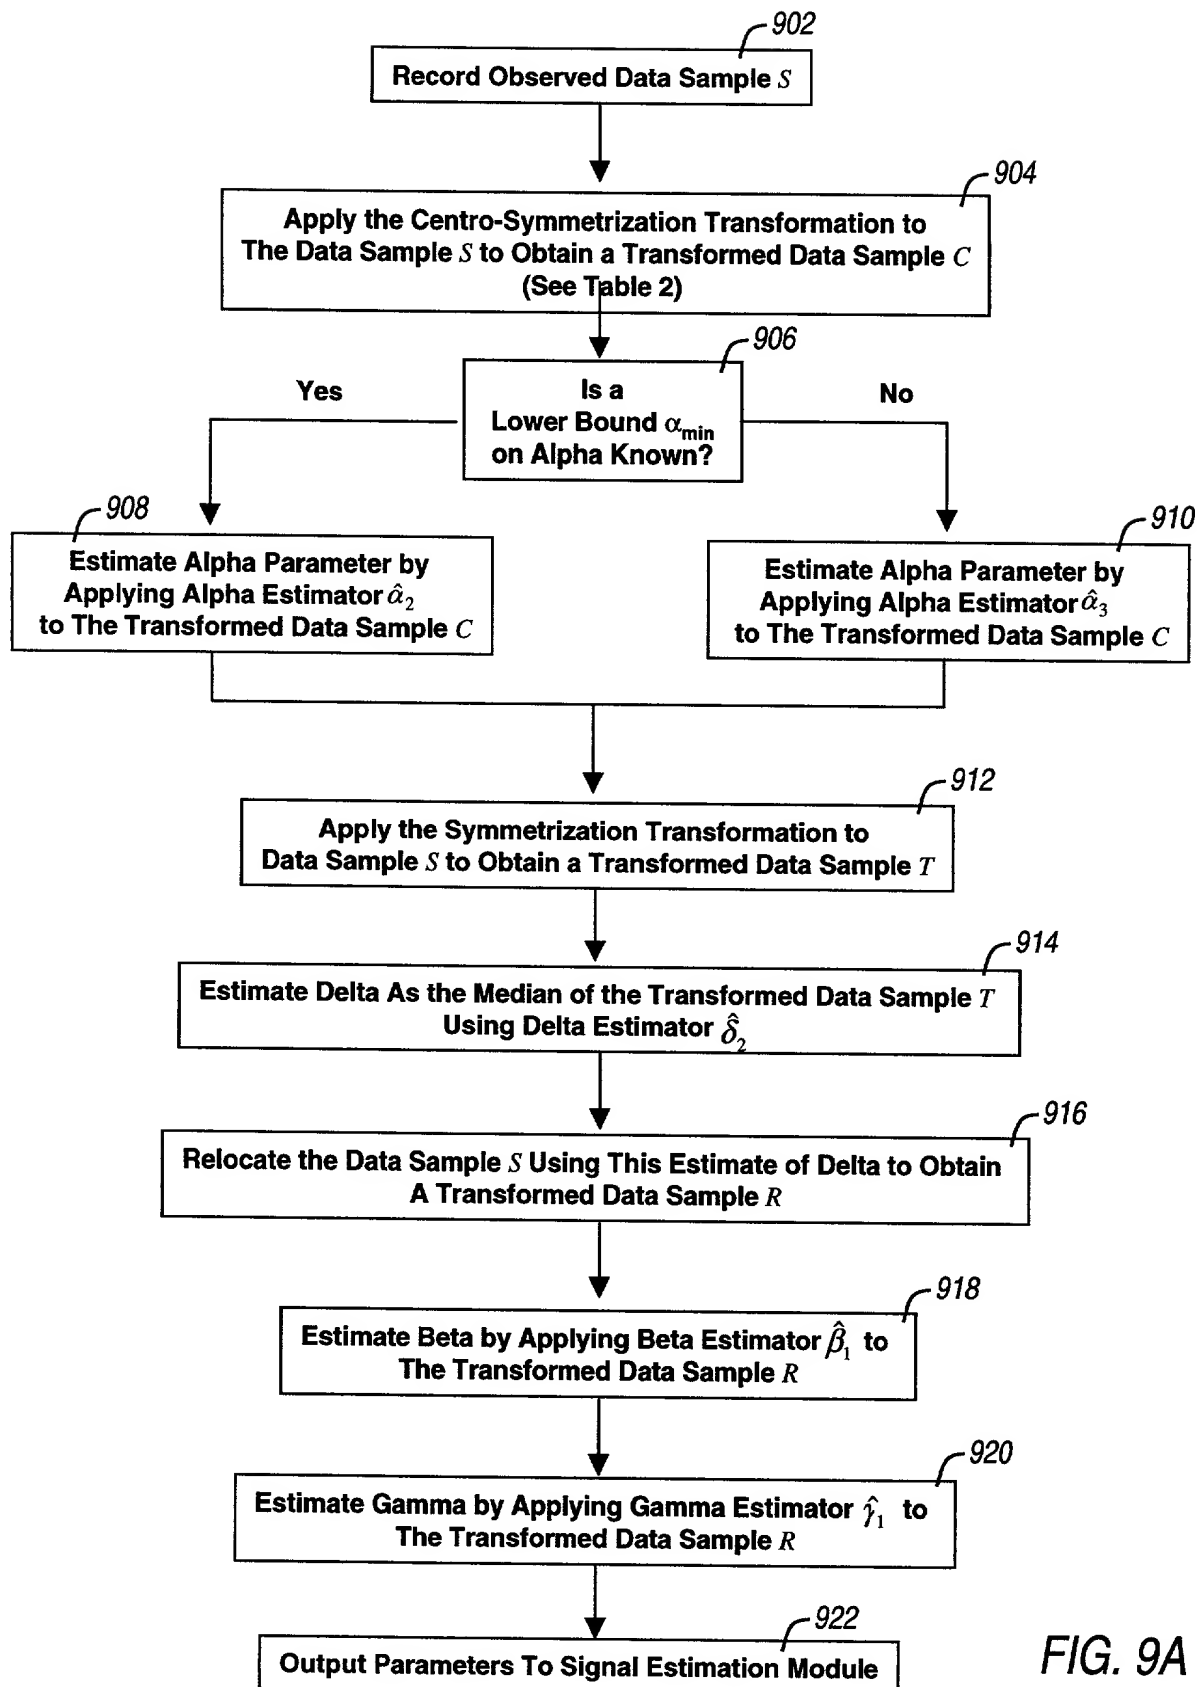 902
Record Observed Data Sample S
904
Apply the Centro-Symmetrization Transformation to
The Data Sample S to Obtain a Transformed Data Sample C
(See Table 2)
906
Is a
Lower Bound α_min
on Alpha Known?
Yes
No
908
Estimate Alpha Parameter by
Applying Alpha Estimator α̂₂
to The Transformed Data Sample C
910
Estimate Alpha Parameter by
Applying Alpha Estimator α̂₃
to The Transformed Data Sample C
912
Apply the Symmetrization Transformation to
Data Sample S to Obtain a Transformed Data Sample T
914
Estimate Delta As the Median of the Transformed Data Sample T
Using Delta Estimator δ̂₂
916
Relocate the Data Sample S Using This Estimate of Delta to Obtain
A Transformed Data Sample R
918
Estimate Beta by Applying Beta Estimator β̂₁ to
The Transformed Data Sample R
920
Estimate Gamma by Applying Gamma Estimator γ̂₁ to
The Transformed Data Sample R
922
Output Parameters To Signal Estimation Module
FIG. 9A